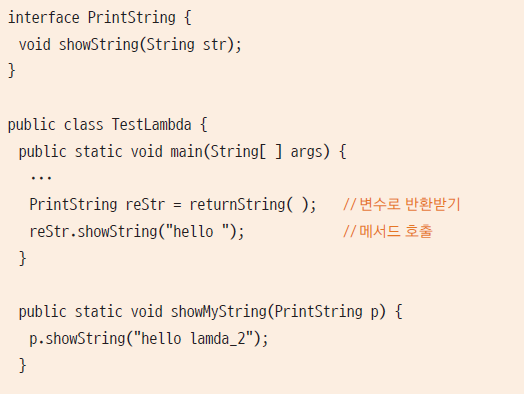 interface PrintString {
void showString(String str);
}
public class TestLambda {
public static void main(String[ ] args) {
...
PrintString reStr = returnString( ); //변수로 반환받기
reStr.showString("hello "); //메서드 호출
}
public static void showMyString(PrintString p) {
p.showString("hello lamda_2");
}